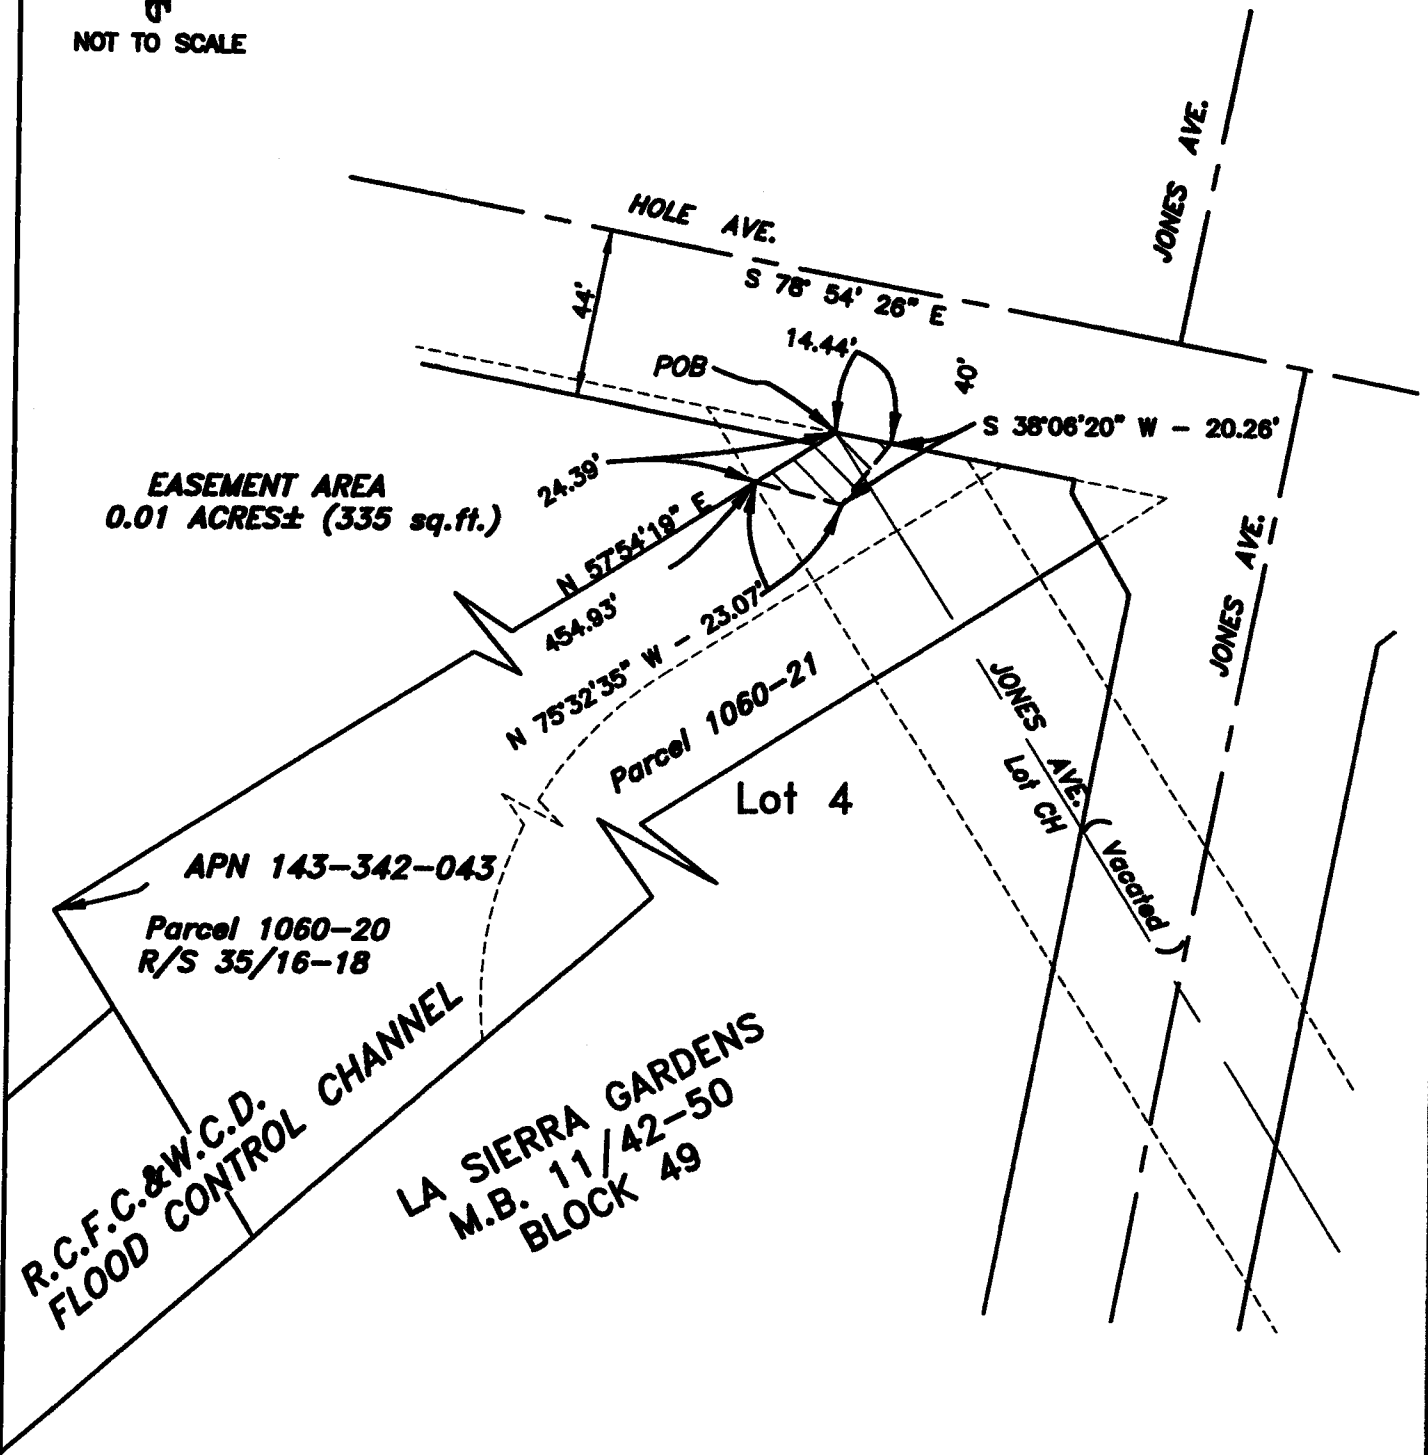 NOT TO SCALE
JONES AVE.
HOLE AVE.
S 78° 54' 26" E
44'
14.44'
POB
40'
S 38°06'20" W - 20.26'
24.39'
EASEMENT AREA
0.01 ACRES± (335 sq.ft.)
N 57°54'19" E
454.93'
N 75°32'35" W - 23.07'
JONES AVE.
Parcel 1060-21
JONES AVE. ( Vacated )
Lot CH
Lot 4
APN 143-342-043
Parcel 1060-20
R/S 35/16-18
R.C.F.C.&W.C.D.
FLOOD CONTROL CHANNEL
LA SIERRA GARDENS
M.B. 11/42-50
BLOCK 49